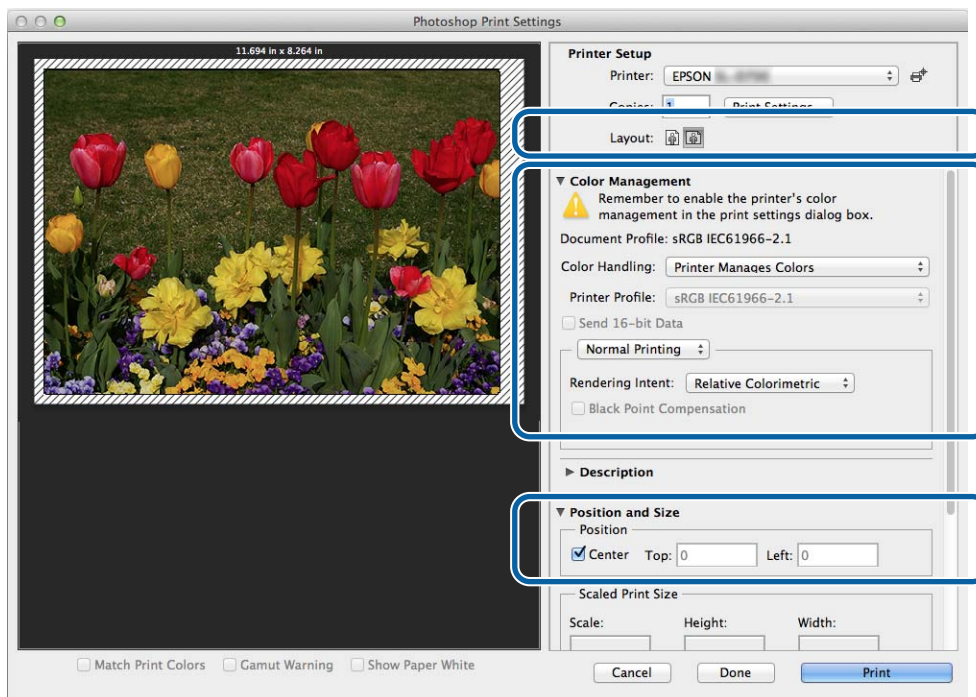 Photoshop Print Settings
11.694 in x 8.264 in
Printer Setup
Printer: EPSON
Copies: 1 Print Settings...
Layout:
Color Management
Remember to enable the printer's color
management in the print settings dialog box.
Document Profile: sRGB IEC61966-2.1
Color Handling: Printer Manages Colors
Printer Profile: sRGB IEC61966-2.1
Send 16-bit Data
Normal Printing
Rendering Intent: Relative Colorimetric
Black Point Compensation
Description
Position and Size
Position
Center Top: 0 Left: 0
Scaled Print Size
Scale: Height: Width:
Match Print Colors Gamut Warning Show Paper White
Cancel Done Print